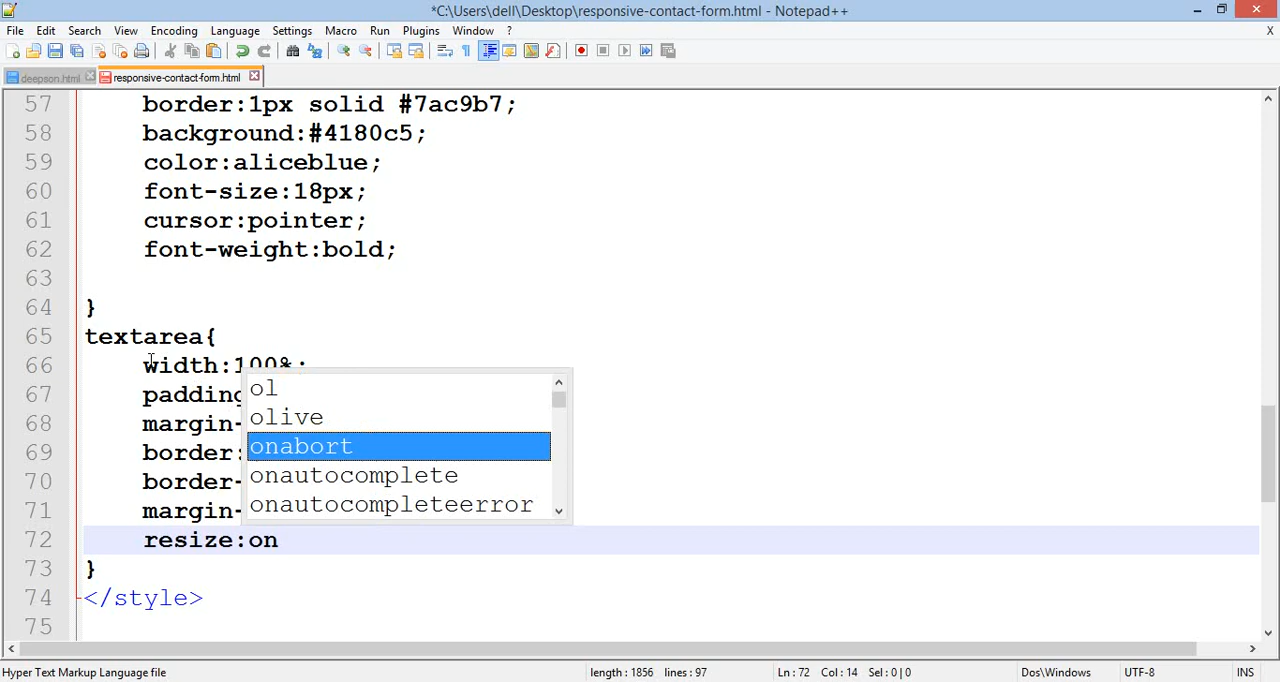 *C:\Users\dell\Desktop\responsive-contact-form.html - Notepad++
File Edit Search View Encoding Language Settings Macro Run Plugins Window ? X
deepson.html responsive-contact-form.html
57 border:1px solid #7ac9b7;
58 background:#4180c5;
59 color:aliceblue;
60 font-size:18px;
61 cursor:pointer;
62 font-weight:bold;
63
64 }
65 textarea{
66 width:100%;
67 padding
68 margin-
69 border:
70 border-
71 margin-
72 resize:on
73 }
74 </style>
75
ol
olive
onabort
onautocomplete
onautocompleteerror
Hyper Text Markup Language file length : 1856 lines : 97 Ln : 72 Col : 14 Sel : 0 | 0 Dos\Windows UTF-8 INS